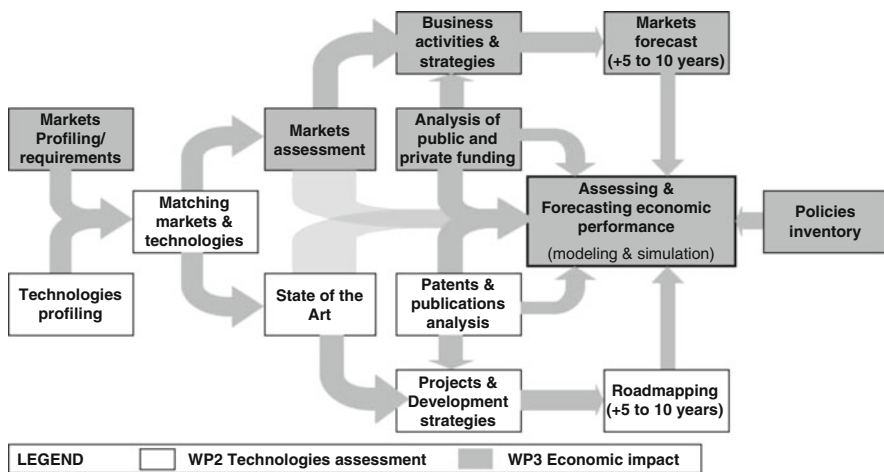 Business
activities &
strategies
Markets
forecast
(+5 to 10 years)
Markets
Profiling/
requirements
Markets
assessment
Analysis of
public and
private funding
Matching
markets &
technologies
Assessing &
Forecasting economic
performance
(modeling & simulation)
Policies
inventory
Technologies
profiling
State of the
Art
Patents &
publications
analysis
Projects &
Development
strategies
Roadmapping
(+5 to 10 years)
LEGEND WP2 Technologies assessment WP3 Economic impact